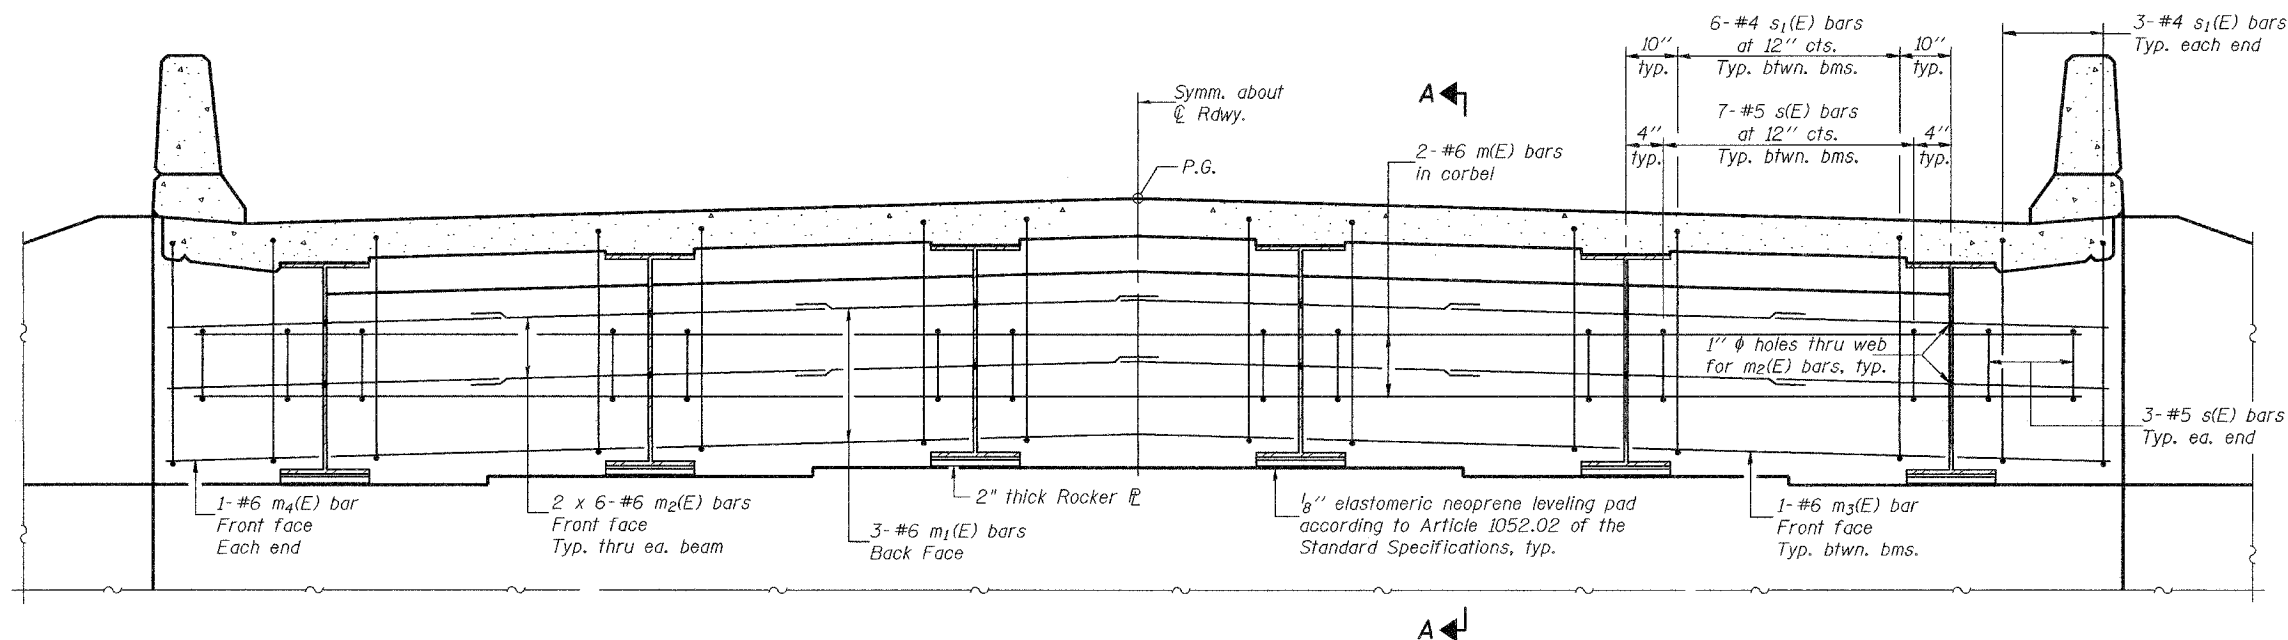 6-#4 s1(E) bars
at 12" cts.
Typ. btwn. bms.
10"
typ.
10"
typ.
3-#4 s1(E) bars
Typ. each end
Symm. about
℄ Rdwy.
A
7-#5 s(E) bars
at 12" cts.
Typ. btwn. bms.
4"
typ.
4"
typ.
2-#6 m(E) bars
in corbel
P.G.
1" ϕ holes thru web
for m2(E) bars, typ.
3-#5 s(E) bars
Typ. ea. end
1-#6 m4(E) bar
Front face
Each end
2 x 6-#6 m2(E) bars
Front face
Typ. thru ea. beam
3-#6 m1(E) bars
Back Face
2" thick Rocker ℙL
1/8" elastomeric neoprene leveling pad
according to Article 1052.02 of the
Standard Specifications, typ.
1-#6 m3(E) bar
Front face
Typ. btwn. bms.
A